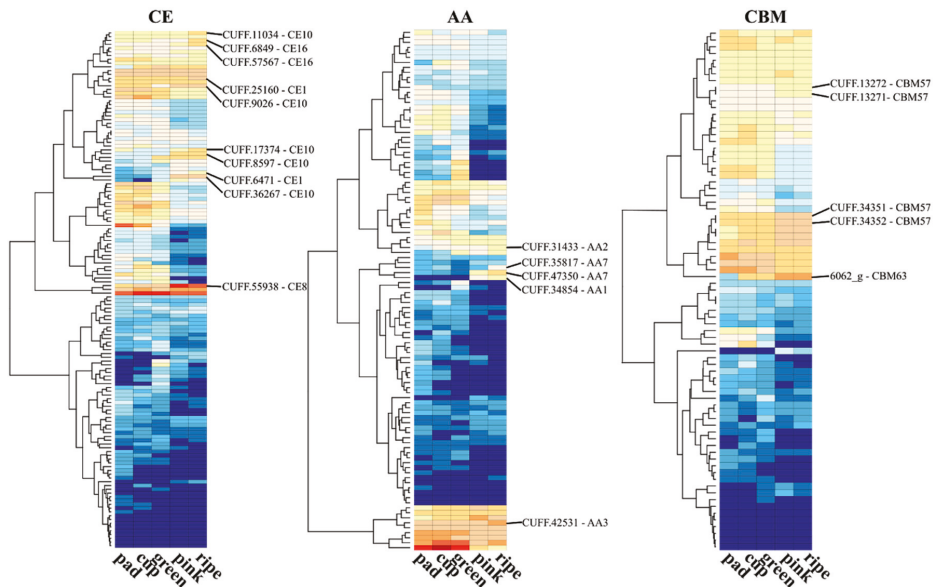 CE
AA
CBM
CUFF.11034 - CE10
CUFF.6849 - CE16
CUFF.57567 - CE16
CUFF.25160 - CE1
CUFF.9026 - CE10
CUFF.17374 - CE10
CUFF.8597 - CE10
CUFF.6471 - CE1
CUFF.36267 - CE10
CUFF.55938 - CE8
pad cup green pink ripe
CUFF.31433 - AA2
CUFF.35817 - AA7
CUFF.47350 - AA7
CUFF.34854 - AA1
CUFF.42531 - AA3
pad cup green pink ripe
CUFF.13272 - CBM57
CUFF.13271 - CBM57
CUFF.34351 - CBM57
CUFF.34352 - CBM57
6062_g - CBM63
pad cup green pink ripe